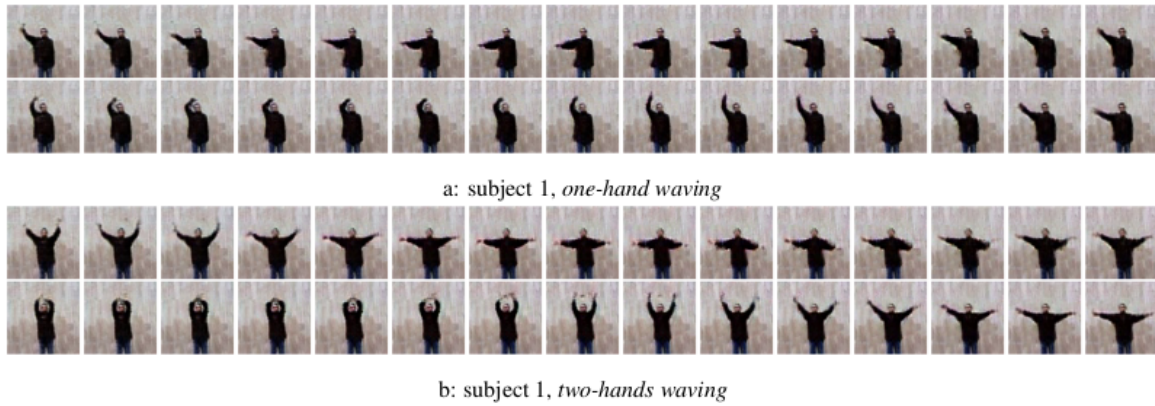 a: subject 1, one-hand waving
b: subject 1, two-hands waving